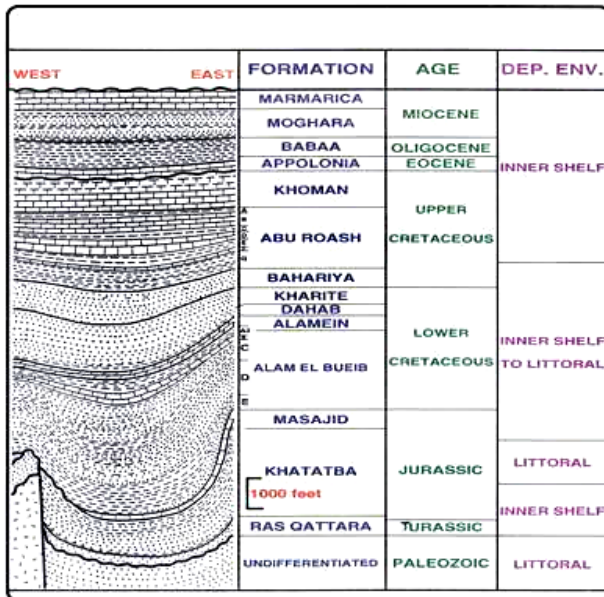 WEST EAST FORMATION AGE DEP. ENV.
MARMARICA
MIOCENE
MOGHARA
BABAA OLIGOCENE
APPOLONIA EOCENE
INNER SHELF
KHOMAN
UPPER
ABU ROASH CRETACEOUS
BAHARIYA
KHARITE
DAHAB
ALAMEIN
LOWER INNER SHELF
CRETACEOUS TO LITTORAL
ALAM EL BUEIB
D
E
MASAJID
KHATATBA JURASSIC LITTORAL
1000 feet
INNER SHELF
RAS QATTARA TURASSIC
UNDIFFERENTIATED PALEOZOIC LITTORAL